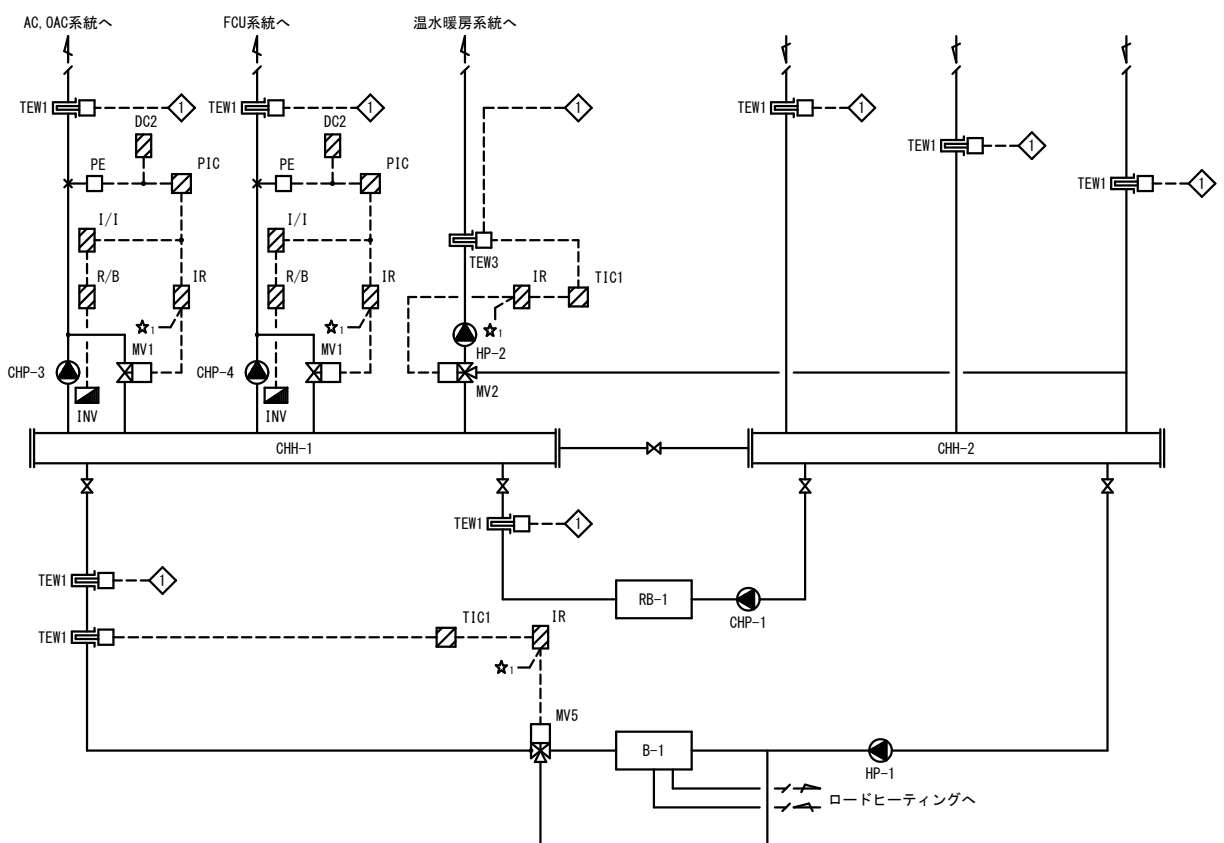 AC,OAC系統へ
FCU系統へ
温水暖房系統へ
TEW1
1
TEW1
1
1
TEW1
1
DC2
DC2
TEW1
1
PE
PIC
PE
PIC
TEW1
1
I/I
I/I
TEW3
R/B
IR
R/B
IR
IR
TIC1
☆1
☆1
☆1
MV1
MV1
HP-2
CHP-3
CHP-4
MV2
INV
INV
CHH-1
CHH-2
TEW1
1
TEW1
1
RB-1
CHP-1
TEW1
TIC1
IR
☆1
MV5
B-1
HP-1
ロードヒーティングへ